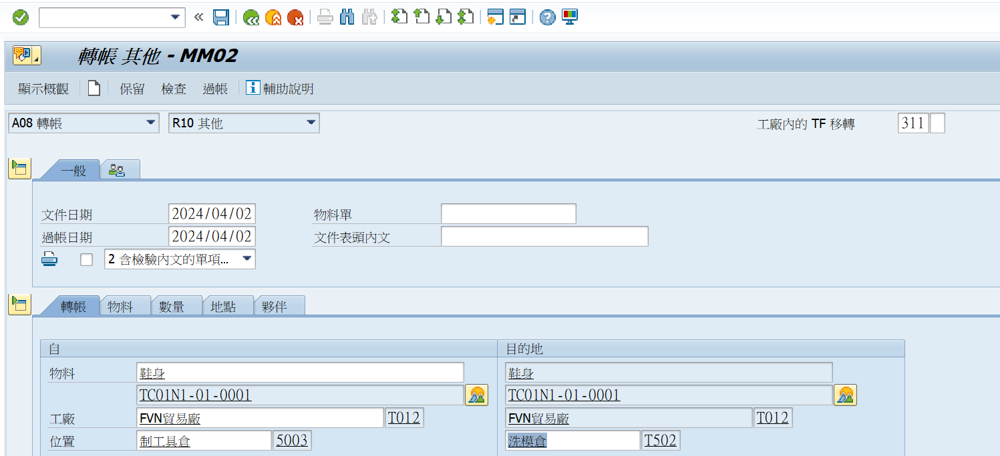 轉帳 其他 - MM02
顯示概觀 保留 檢查 過帳 輔助說明
A08 轉帳 R10 其他 工廠內的 TF 移轉 311
一般
文件日期 2024/04/02 物料單
過帳日期 2024/04/02 文件表頭內文
2 含檢驗內文的單項...
轉帳 物料 數量 地點 夥伴
自 目的地
物料 鞋身 鞋身
TC01N1-01-0001 TC01N1-01-0001
工廠 FVN貿易廠 T012 FVN貿易廠 T012
位置 制工具倉 5003 洗模倉 T502